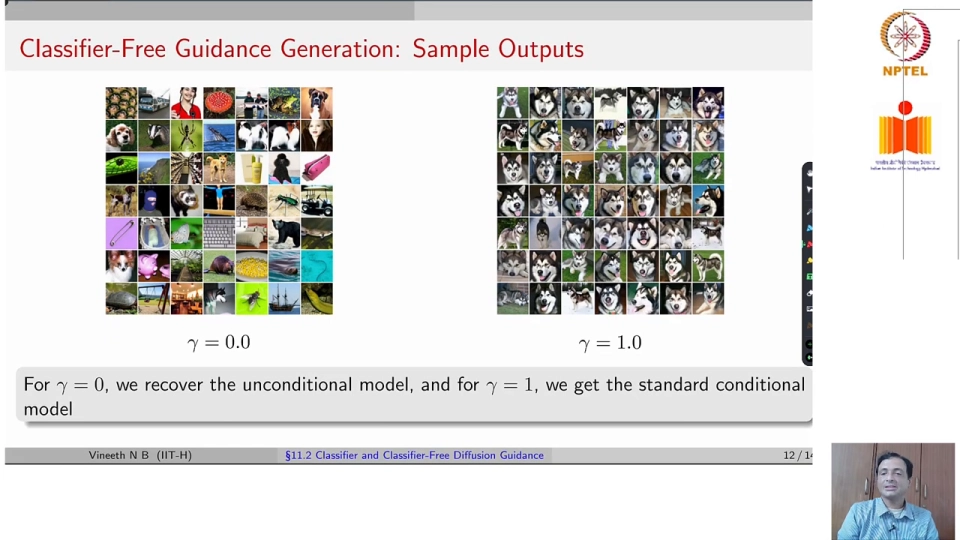 Classifier-Free Guidance Generation: Sample Outputs
NPTEL
γ = 0.0
γ = 1.0
For γ = 0, we recover the unconditional model, and for γ = 1, we get the standard conditional
model
Vineeth N B (IIT-H)
§11.2 Classifier and Classifier-Free Diffusion Guidance
12 / 14